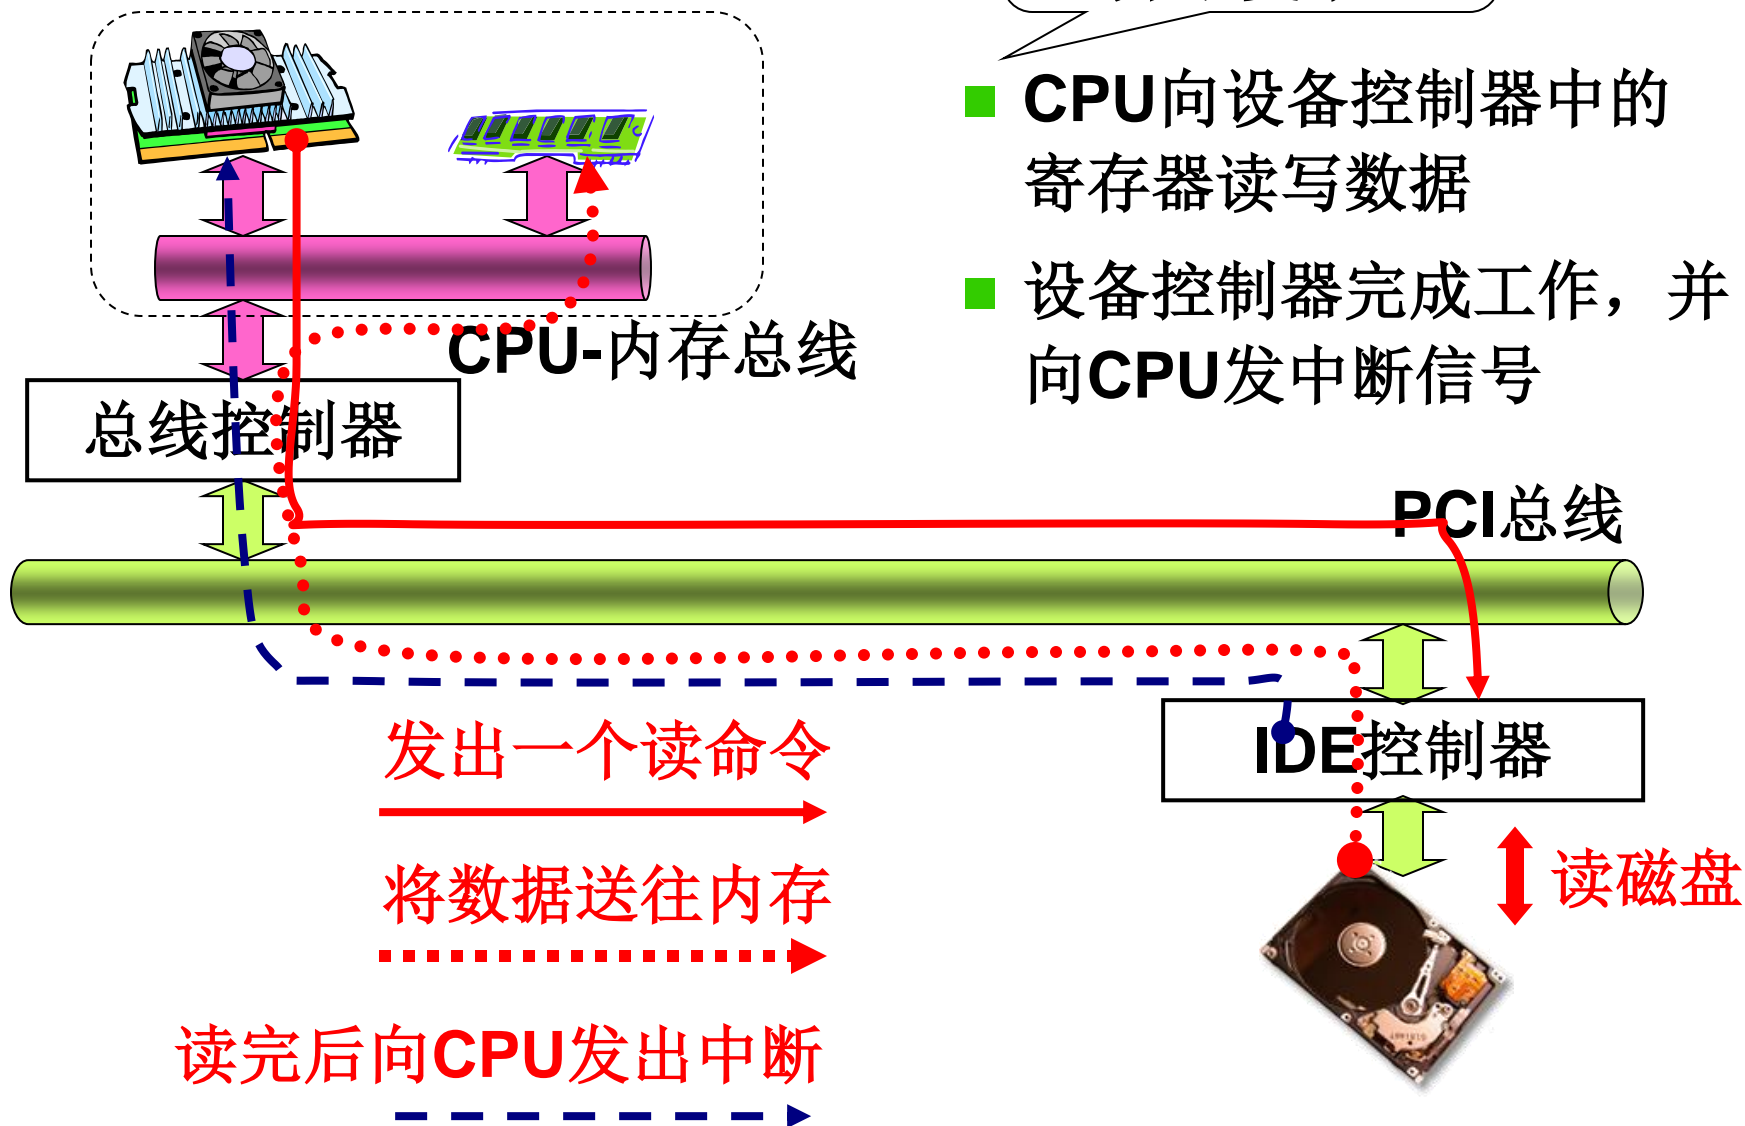 CPU向设备控制器中的
寄存器读写数据
设备控制器完成工作，并
向CPU发中断信号
CPU-内存总线
总线控制器
PCI总线
IDE控制器
发出一个读命令
将数据送往内存
读磁盘
读完后向CPU发出中断